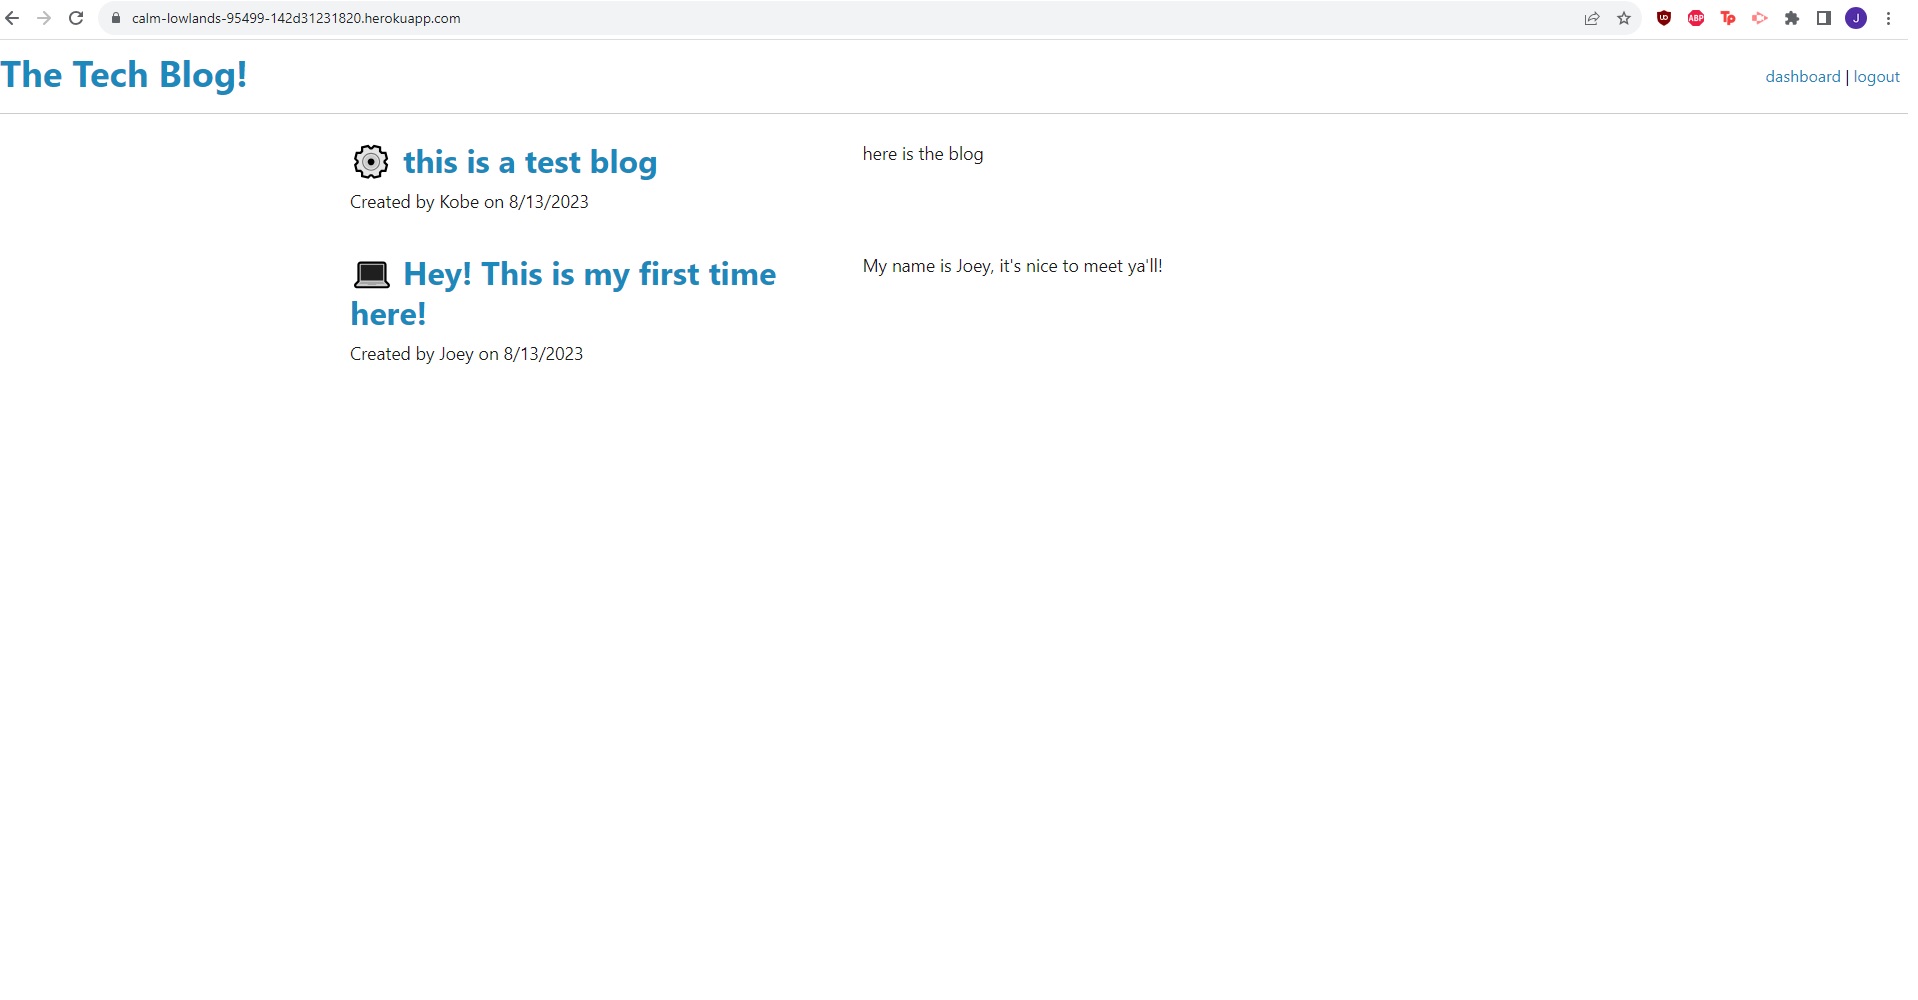 calm-lowlands-95499-142d31231820.herokuapp.com
UD
ABP
Tp
J
The Tech Blog!
dashboard | logout
this is a test blog
here is the blog
Created by Kobe on 8/13/2023
Hey! This is my first time
here!
My name is Joey, it's nice to meet ya'll!
Created by Joey on 8/13/2023